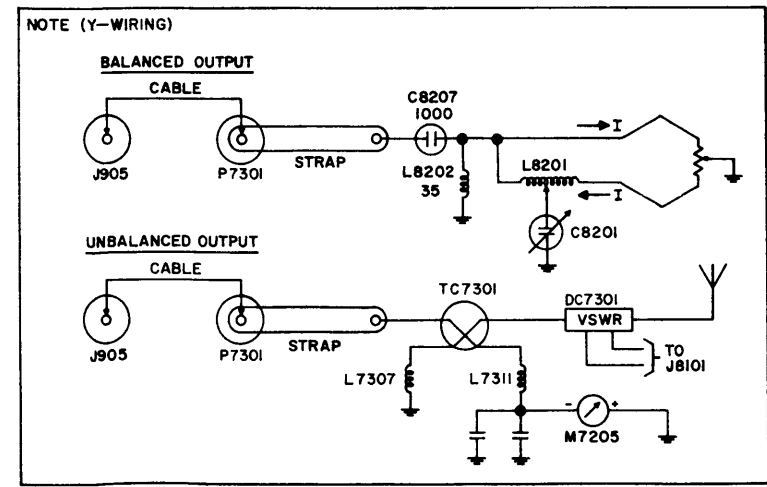 NOTE (Y-WIRING)
BALANCED OUTPUT
CABLE
J905
P7301
STRAP
C8207
1000
L8202
35
I
L8201
I
C8201
UNBALANCED OUTPUT
CABLE
J905
P7301
STRAP
TC7301
DC7301
VSWR
TO
J8101
L7307
L7311
- +
M7205